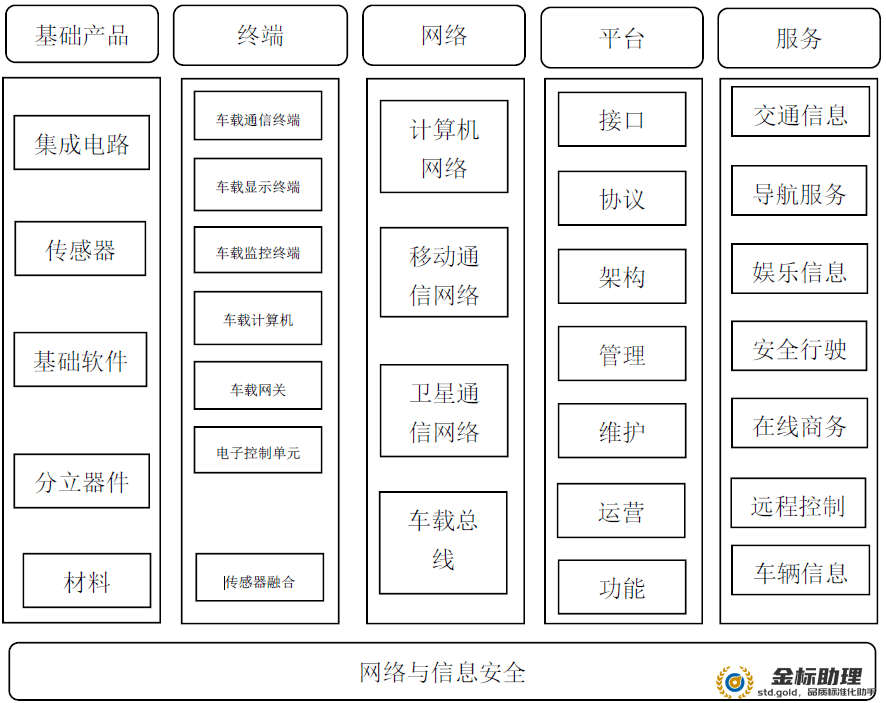 基础产品
终端
网络
平台
服务
集成电路
传感器
基础软件
分立器件
材料
车载通信终端
车载显示终端
车载监控终端
车载计算机
车载网关
电子控制单元
传感器融合
计算机
网络
移动通
信网络
卫星通
信网络
车载总
线
接口
协议
架构
管理
维护
运营
功能
交通信息
导航服务
娱乐信息
安全行驶
在线商务
远程控制
车辆信息
网络与信息安全
金标助理
std.gold，品质标准化助手